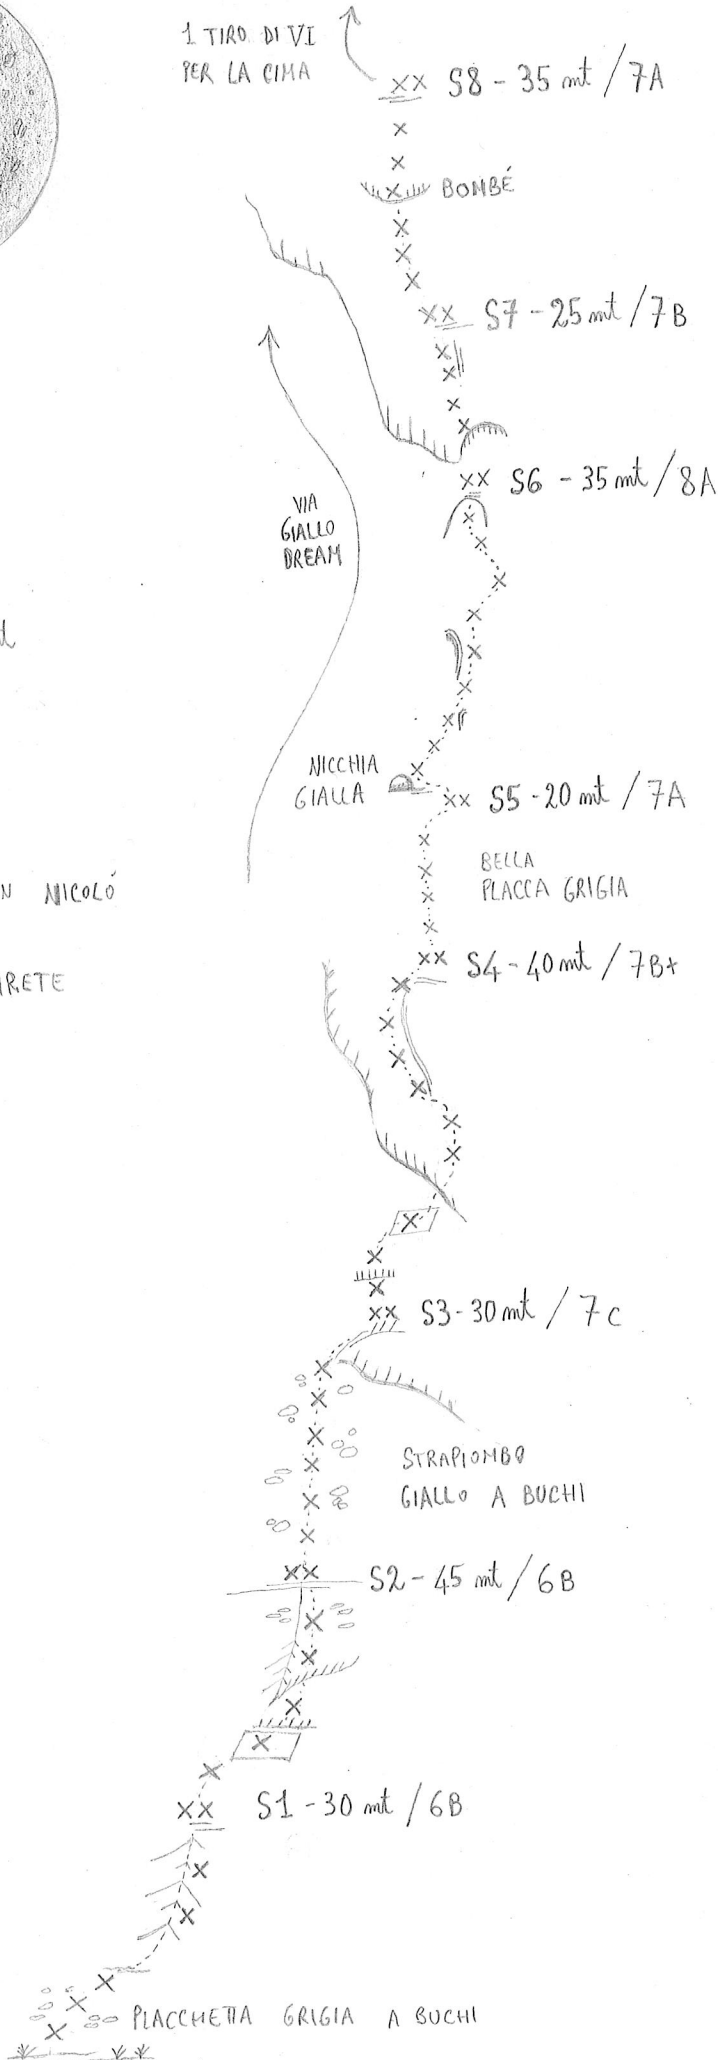 1 TIRO DI VI
PER LA CIMA
S8 - 35 mt / 7A
BOMBÉ
S7 - 25 mt / 7B
S6 - 35 mt / 8A
VIA
GIALLO
DREAM
NICCHIA
GIALLA
S5 - 20 mt / 7A
BELLA
PLACCA GRIGIA
NICOLÓ
S4 - 40 mt / 7B+
S3 - 30 mt / 7C
STRAPIOMBO
GIALLO A BUCHI
S2 - 45 mt / 6B
S1 - 30 mt / 6B
PLACCHETTA GRIGIA A BUCHI